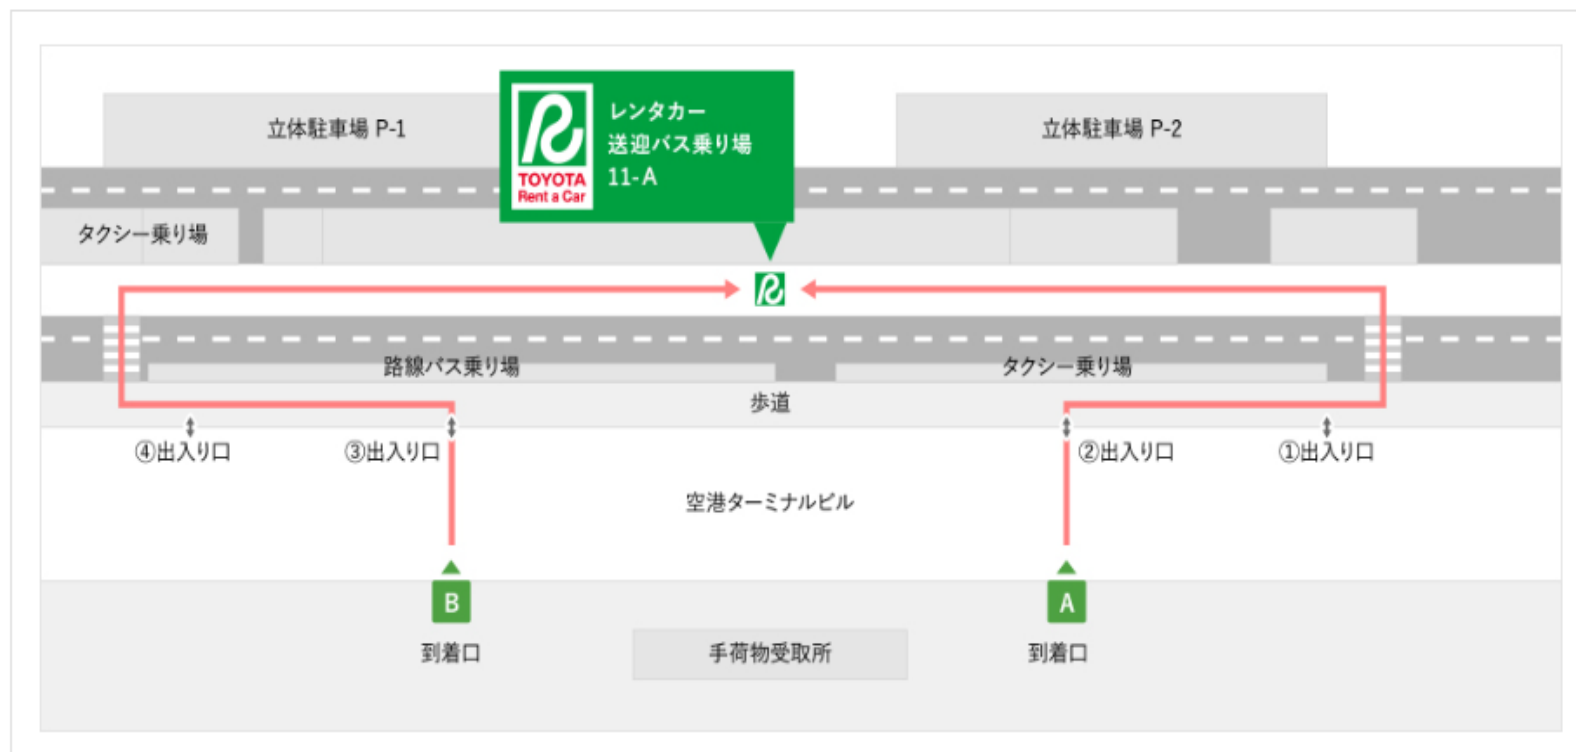 立体駐車場 P-1
TOYOTA
Rent a Car
レンタカー
送迎バス乗り場
11-A
立体駐車場 P-2
タクシー乗り場
路線バス乗り場
タクシー乗り場
歩道
④出入り口
③出入り口
②出入り口
①出入り口
空港ターミナルビル
B
A
到着口
手荷物受取所
到着口